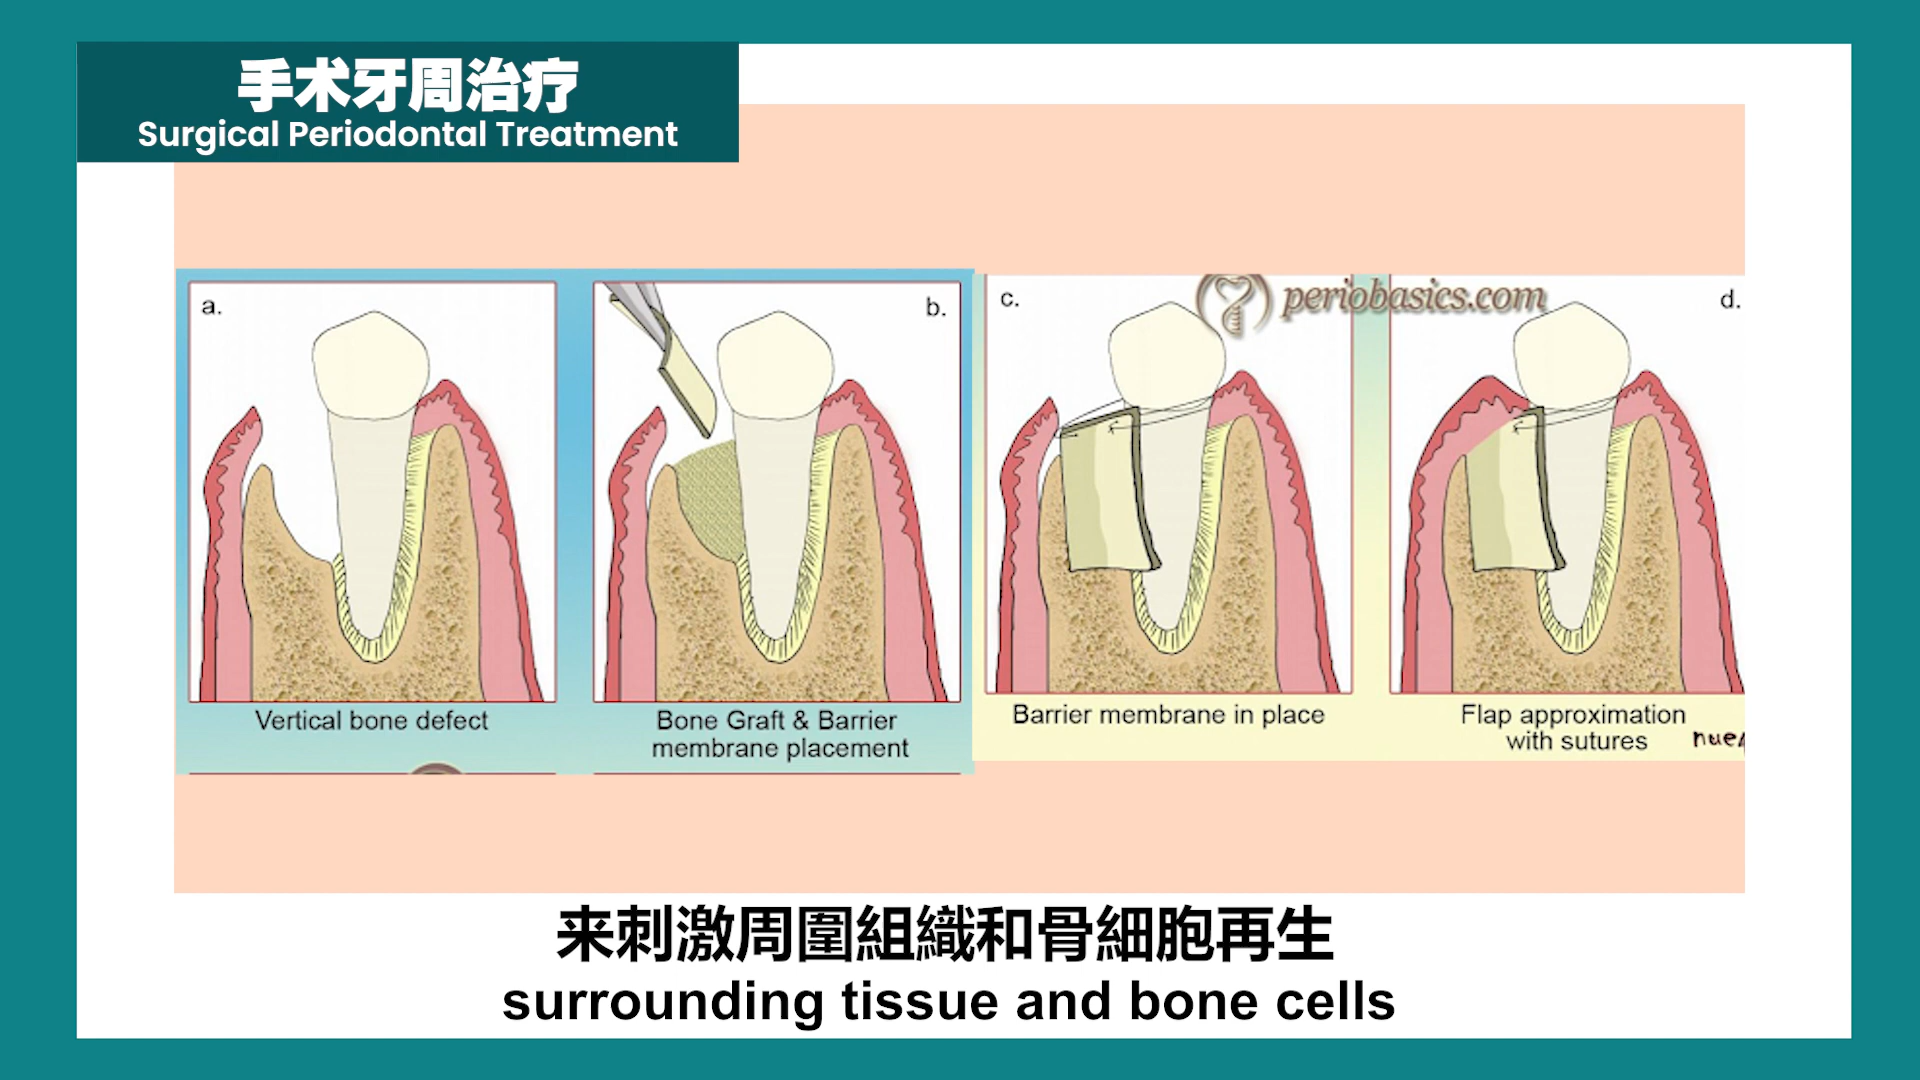 手术牙周治疗
Surgical Periodontal Treatment
a.
b.
c.
periobasics.com
d.
Vertical bone defect
Bone Graft & Barrier
membrane placement
Barrier membrane in place
Flap approximation
with sutures
来刺激周圍組織和骨細胞再生
surrounding tissue and bone cells